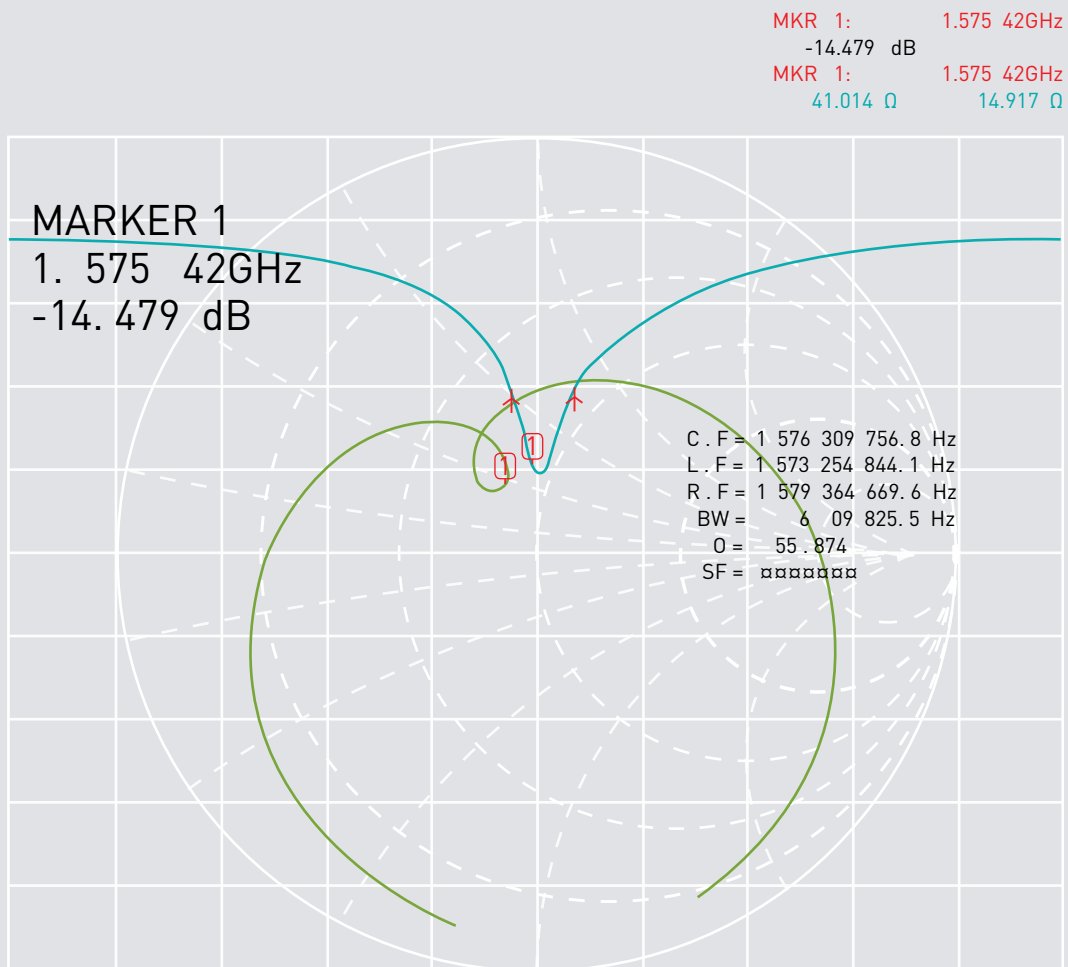 MKR 1: 1.575 42GHz
-14.479 dB
MKR 1: 1.575 42GHz
41.014 Ω 14.917 Ω
MARKER 1
1. 575 42GHz
-14. 479 dB
1
1
C . F = 1 576 309 756.8 Hz
L . F = 1 573 254 844.1 Hz
R . F = 1 579 364 669.6 Hz
BW = 6 09 825.5 Hz
O = 55 . 874
SF = ¤¤¤¤¤¤¤